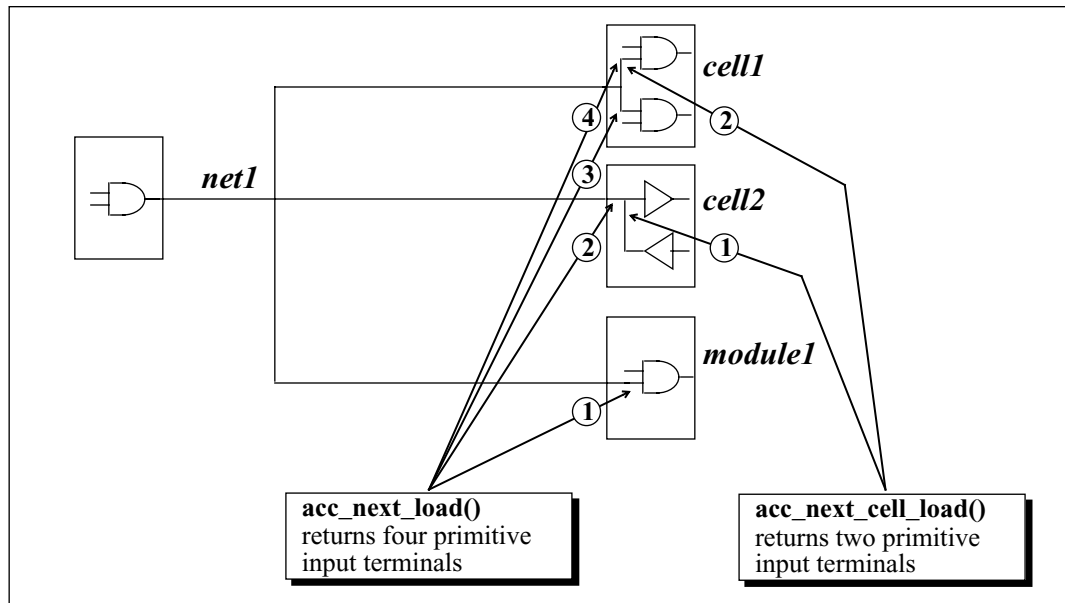 cell1
4
2
3
net1
cell2
2
1
module1
1
acc_next_load()
returns four primitive
input terminals
acc_next_cell_load()
returns two primitive
input terminals